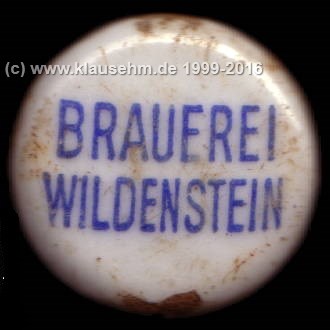 (c) www.klausehm.de 1999-2016
BRAUEREI
WILDENSTEIN